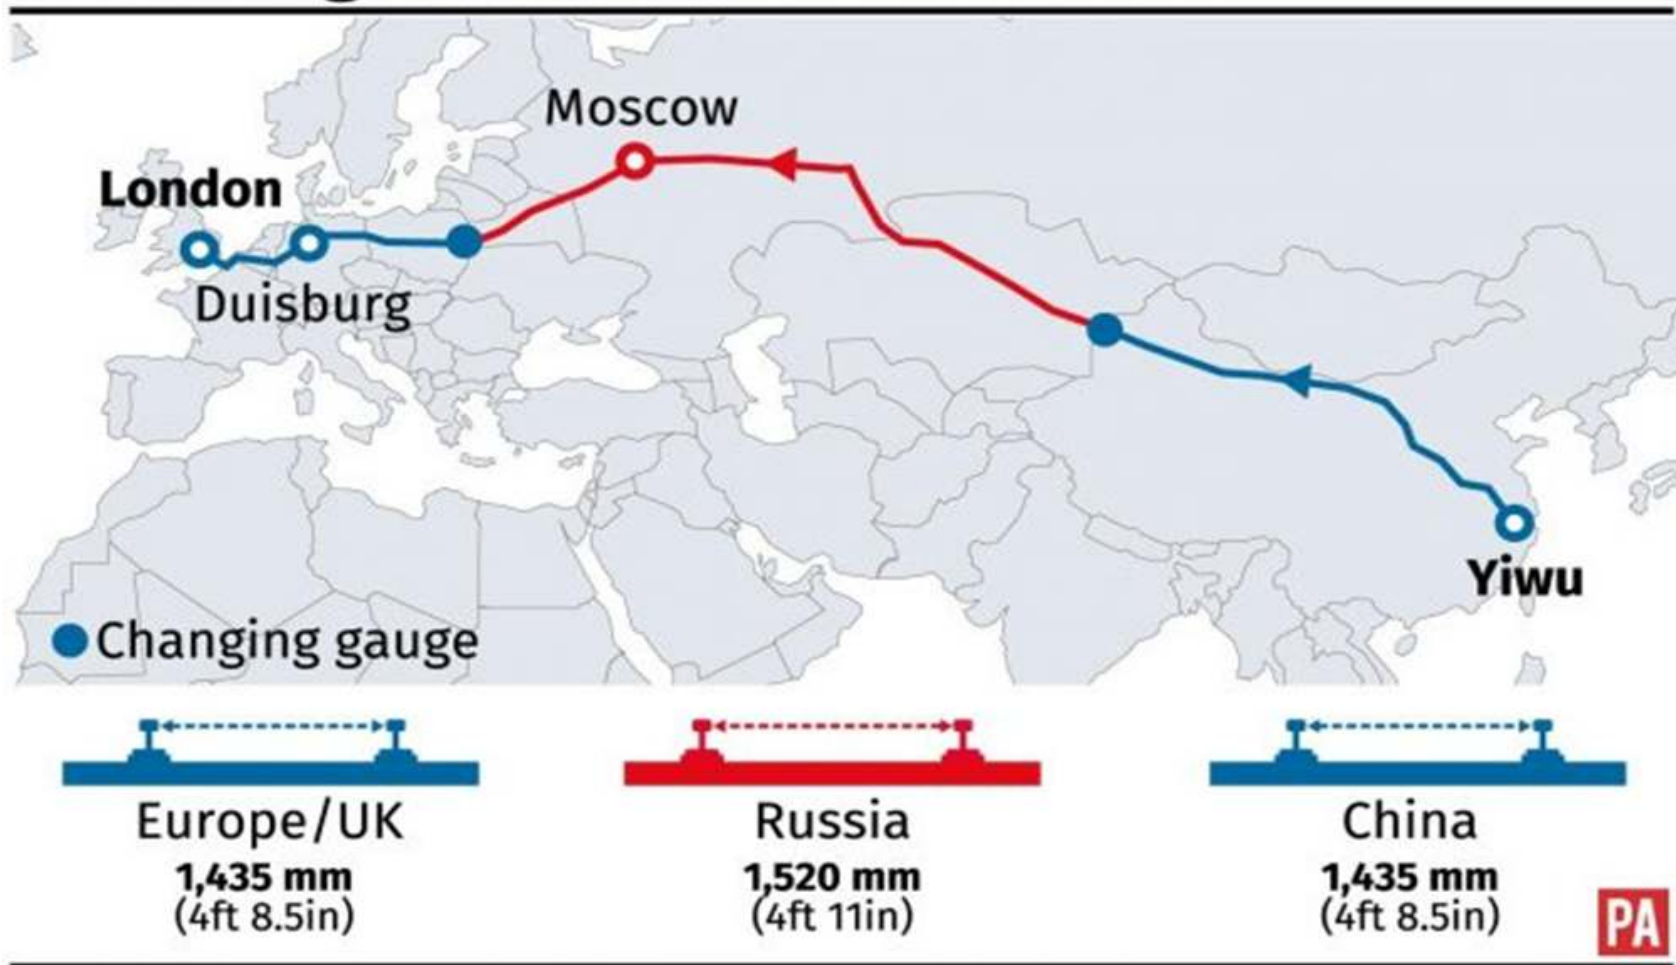 Moscow
London
Duisburg
Yiwu
Changing gauge
Europe/UK
1,435 mm
(4ft 8.5in)
Russia
1,520 mm
(4ft 11in)
China
1,435 mm
(4ft 8.5in)
PA